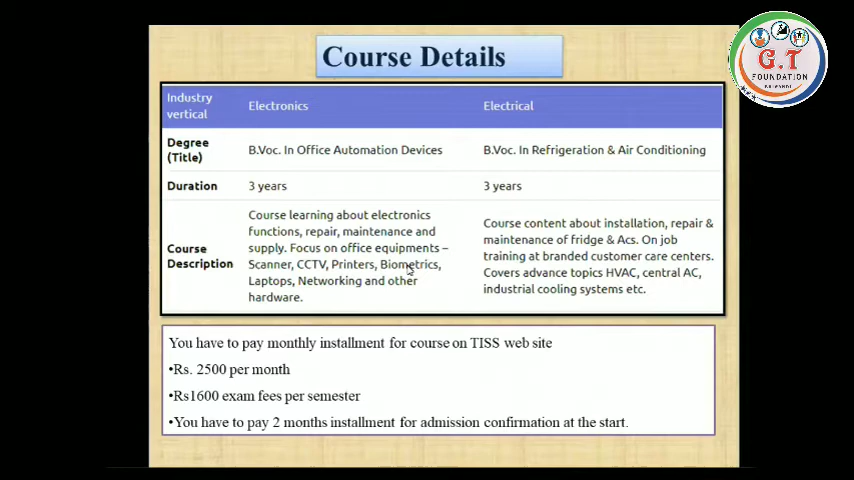 Course Details
G.T
FOUNDATION
BHIWANDI
Industry vertical Electronics Electrical
Degree (Title) B.Voc. In Office Automation Devices B.Voc. In Refrigeration & Air Conditioning
Duration 3 years 3 years
Course Description
Course learning about electronics
functions, repair, maintenance and
supply. Focus on office equipments –
Scanner, CCTV, Printers, Biometrics,
Laptops, Networking and other
hardware.
Course content about installation, repair &
maintenance of fridge & Acs. On job
training at branded customer care centers.
Covers advance topics HVAC, central AC,
industrial cooling systems etc.
You have to pay monthly installment for course on TISS web site
•Rs. 2500 per month
•Rs1600 exam fees per semester
•You have to pay 2 months installment for admission confirmation at the start.